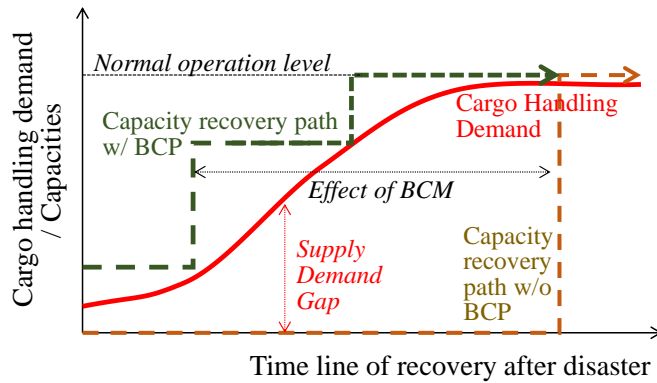 Cargo handling demand
/ Capacities
Normal operation level
Capacity recovery path
w/ BCP
Cargo Handling
Demand
Effect of BCM
Supply
Demand
Gap
Capacity
recovery
path w/o
BCP
Time line of recovery after disaster